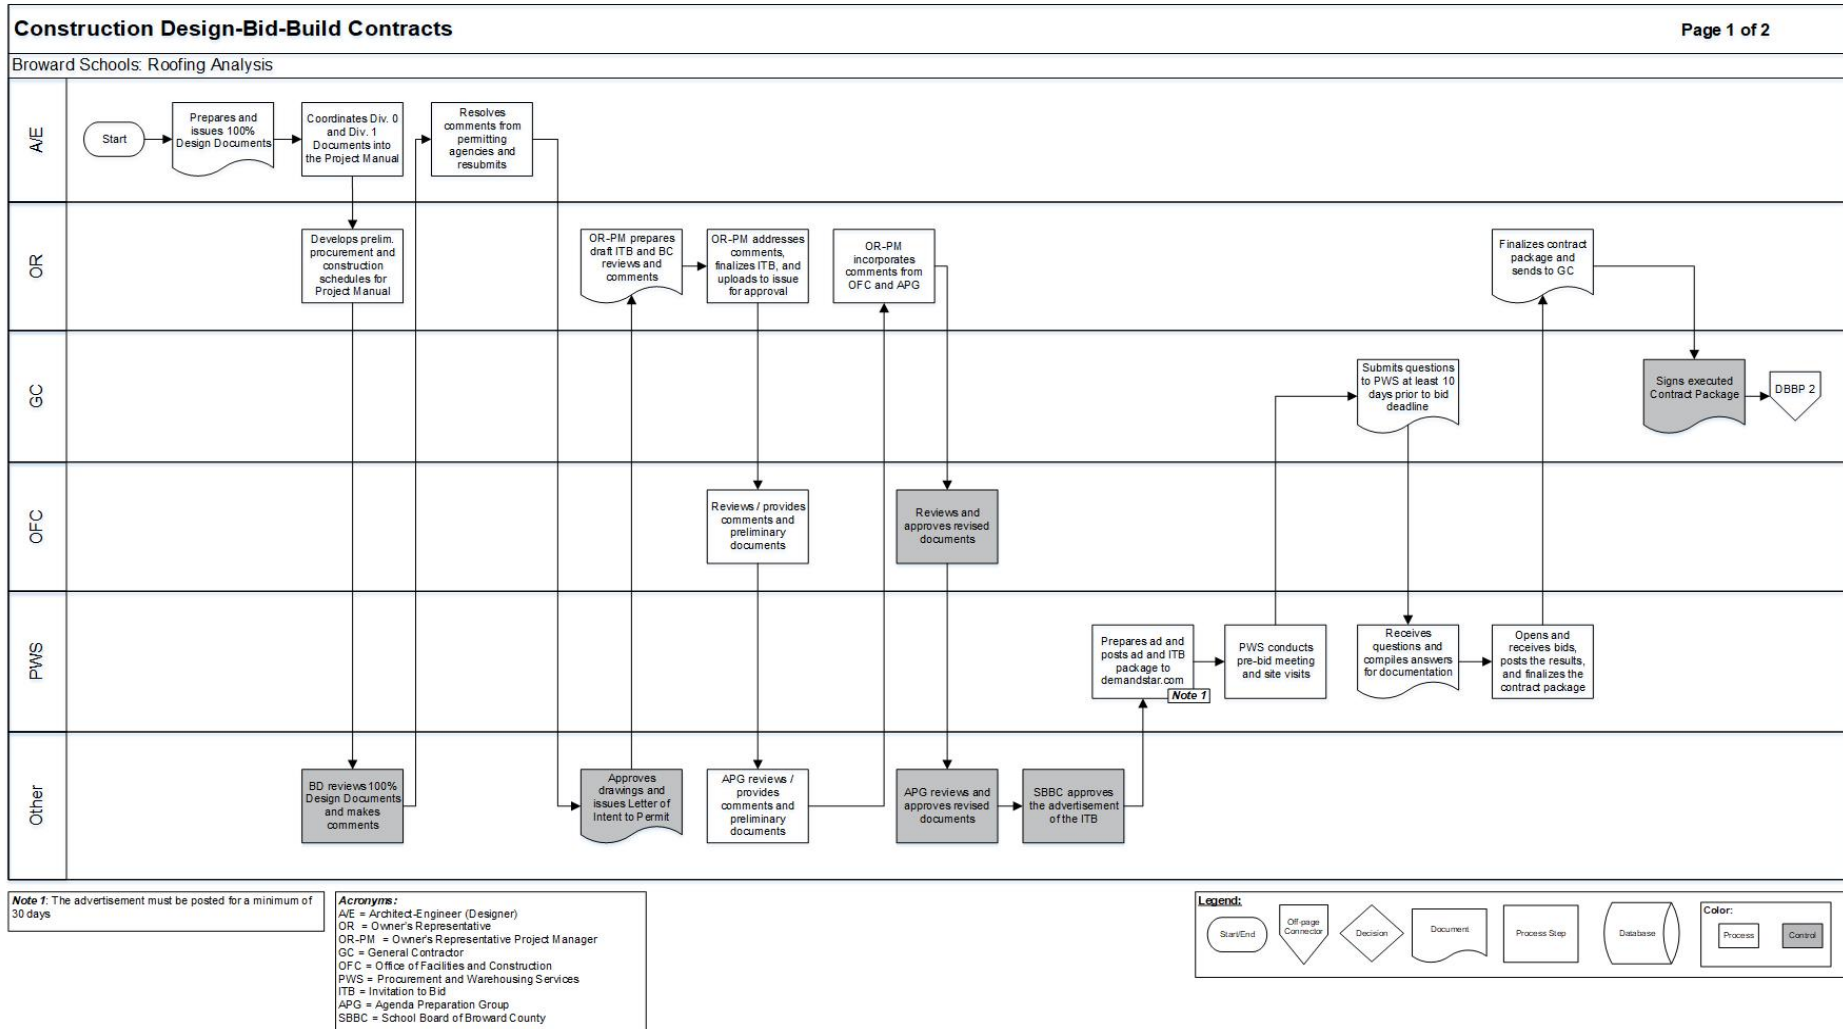 Construction Design-Bid-Build Contracts
Page 1 of 2
Broward Schools: Roofing Analysis
A/E
Start
Prepares and
issues 100%
Design Documents
Coordinates Div. 0
and Div. 1
Documents into
the Project Manual
Resolves
comments from
permitting
agencies and
resubmits
OR
Develops prelim.
procurement and
construction
schedules for
Project Manual
OR-PM prepares
draft ITB and BC
reviews and
comments
OR-PM addresses
comments,
finalizes ITB, and
uploads to issue
for approval
OR-PM
incorporates
comments from
OFC and APG
Finalizes contract
package and
sends to GC
GC
Submits questions
to PWS at least 10
days prior to bid
deadline
Signs executed
Contract Package
DBBP 2
OFC
Reviews / provides
comments and
preliminary
documents
Reviews and
approves revised
documents
PWS
Prepares ad and
posts ad and ITB
package to
demandstar.com
Note 1
PWS conducts
pre-bid meeting
and site visits
Receives
questions and
compiles answers
for documentation
Opens and
receives bids,
posts the results,
and finalizes the
contract package
Other
BD reviews 100%
Design Documents
and makes
comments
Approves
drawings and
issues Letter of
Intent to Permit
APG reviews /
provides
comments and
preliminary
documents
APG reviews and
approves revised
documents
SBBC approves
the advertisement
of the ITB
Note 1: The advertisement must be posted for a minimum of
30 days
Acronyms:
A/E = Architect-Engineer (Designer)
OR = Owner's Representative
OR-PM = Owner's Representative Project Manager
GC = General Contractor
OFC = Office of Facilities and Construction
PWS = Procurement and Warehousing Services
ITB = Invitation to Bid
APG = Agenda Preparation Group
SBBC = School Board of Broward County
Legend:
Start/End
Off-page
Connector
Decision
Document
Process Step
Database
Color:
Process
Control